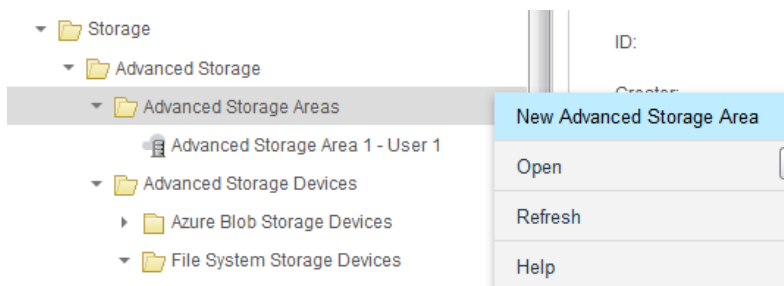 Storage
ID:
Advanced Storage
Creator:
Advanced Storage Areas
New Advanced Storage Area
Advanced Storage Area 1 - User 1
Open
Advanced Storage Devices
Azure Blob Storage Devices
Refresh
File System Storage Devices
Help